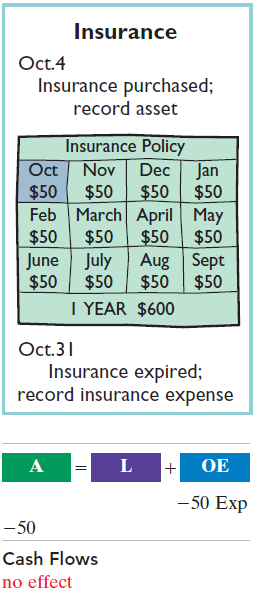 Insurance
Oct.4
Insurance purchased;
record asset
Insurance Policy
Oct Nov Dec Jan
$50 $50 $50 $50
Feb March April May
$50 $50 $50 $50
June July Aug Sept
$50 $50 $50 $50
1 YEAR $600
Oct.31
Insurance expired;
record insurance expense
A = L + OE
−50 Exp
−50
Cash Flows
no effect